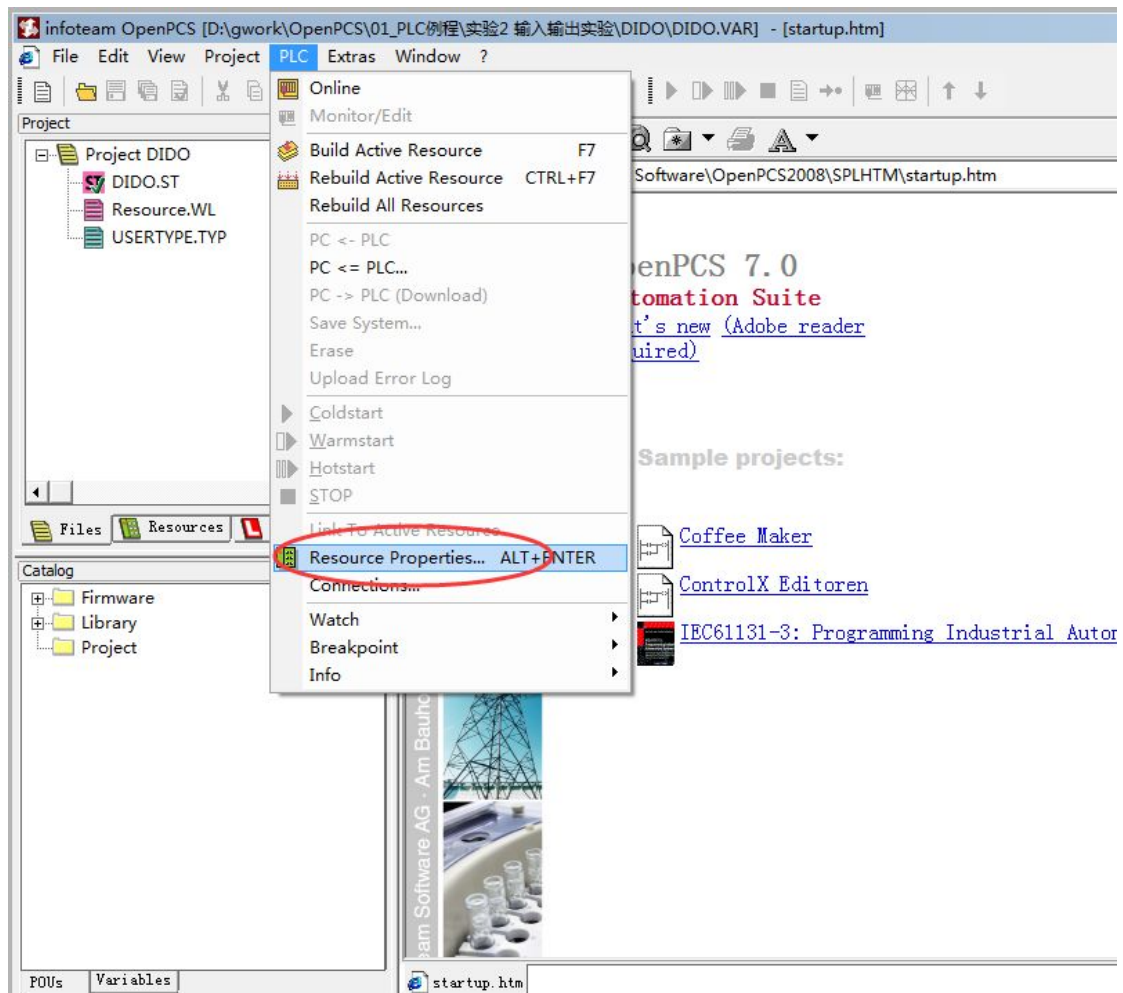 infoteam OpenPCS [D:\gwork\OpenPCS\01_PLC例程\实验2 输入输出实验\DIDO\DIDO.VAR] - [startup.htm]
File Edit View Project PLC Extras Window ?
Project
Project DIDO
DIDO.ST
Resource.WL
USERTYPE.TYP
Files Resources
Catalog
Firmware
Library
Project
POUs Variables
Online
Monitor/Edit
Build Active Resource F7
Rebuild Active Resource CTRL+F7
Rebuild All Resources
PC <- PLC
PC <= PLC...
PC -> PLC (Download)
Save System...
Erase
Upload Error Log
Coldstart
Warmstart
Hotstart
STOP
Link To Active Resource
Resource Properties... ALT+ENTER
Connections...
Watch
Breakpoint
Info
Software\OpenPCS2008\SPLHTM\startup.htm
enPCS 7.0
tomation Suite
t's new (Adobe reader
uired)
Sample projects:
Coffee Maker
ControlX Editoren
IEC61131-3: Programming Industrial Autor
eam Software AG · Am Bauho
startup.htm